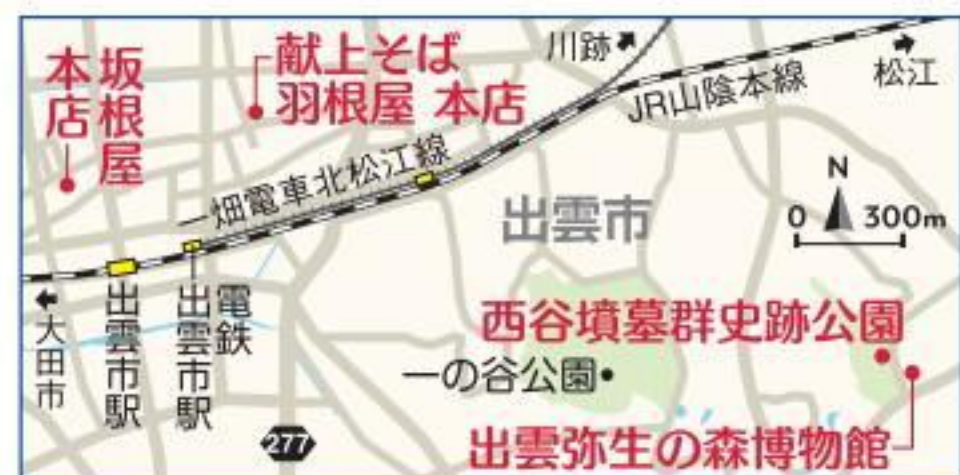 坂根屋
本店
献上そば
羽根屋 本店
川跡
松江
JR山陰本線
一畑電車北松江線
出雲市
N
0 300m
西谷墳墓群史跡公園
一の谷公園
出雲弥生の森博物館
大田市
出雲市駅
電鉄
出雲市駅
277